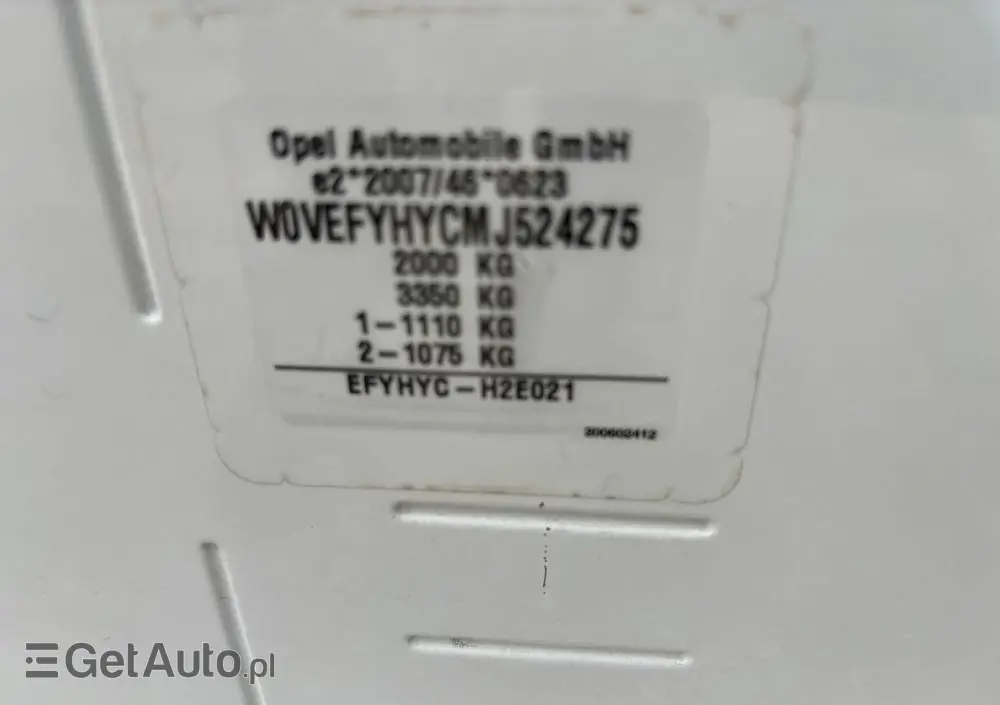 Opel Automobile GmbH
e2*2007/46*0623
W0VEFYHYCMJ524275
2000 KG
3350 KG
1-1110 KG
2-1075 KG
EFYHYC-H2E021
200602412
GetAuto.pl